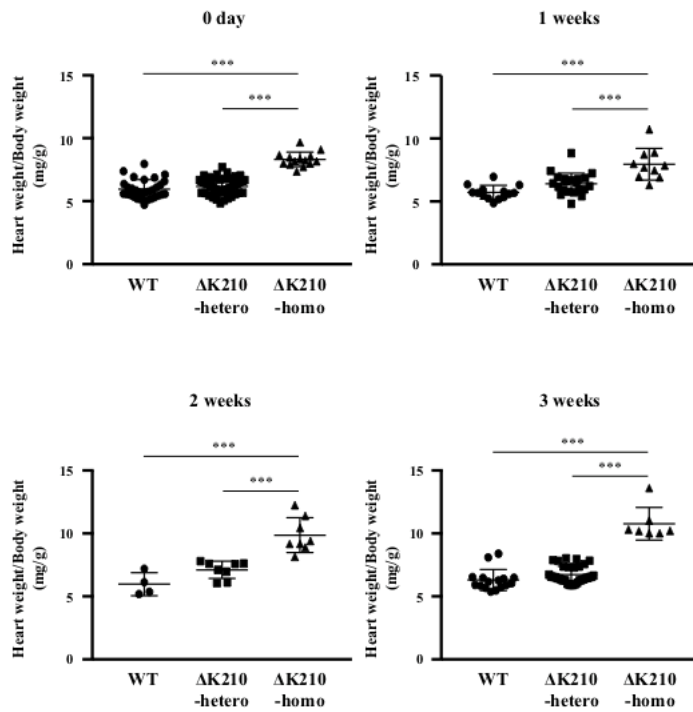 0 day
***
***
Heart weight/Body weight
(mg/g)
15
10
5
0
WT
ΔK210
-hetero
ΔK210
-homo
1 weeks
***
***
Heart weight/Body weight
(mg/g)
15
10
5
0
WT
ΔK210
-hetero
ΔK210
-homo
2 weeks
***
***
Heart weight/Body weight
(mg/g)
15
10
5
0
WT
ΔK210
-hetero
ΔK210
-homo
3 weeks
***
***
Heart weight/Body weight
(mg/g)
15
10
5
0
WT
ΔK210
-hetero
ΔK210
-homo